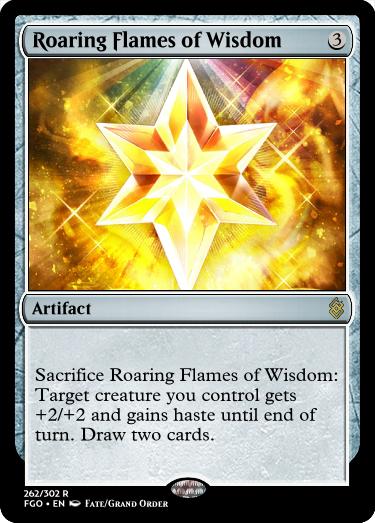 Roaring Flames of Wisdom 3
Artifact
Sacrifice Roaring Flames of Wisdom:
Target creature you control gets
+2/+2 and gains haste until end of
turn. Draw two cards.
262/302 R
FGO • EN Fate/Grand Order